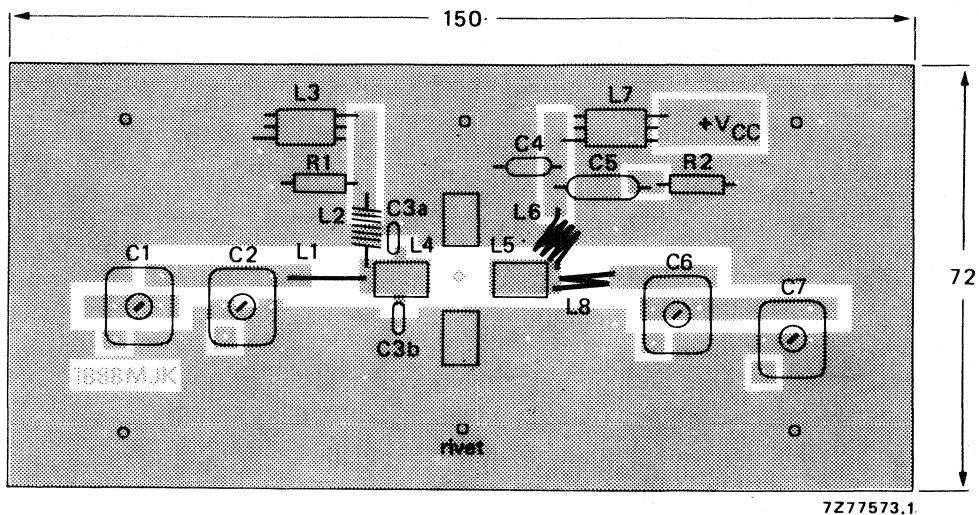 150
L3
L7
+VCC
C4
R1
C5
R2
L2
C3a
L6
C1
C2
L1
L4
L5
C6
C7
72
L8
C3b
1888MJK
rivet
7Z77573.1